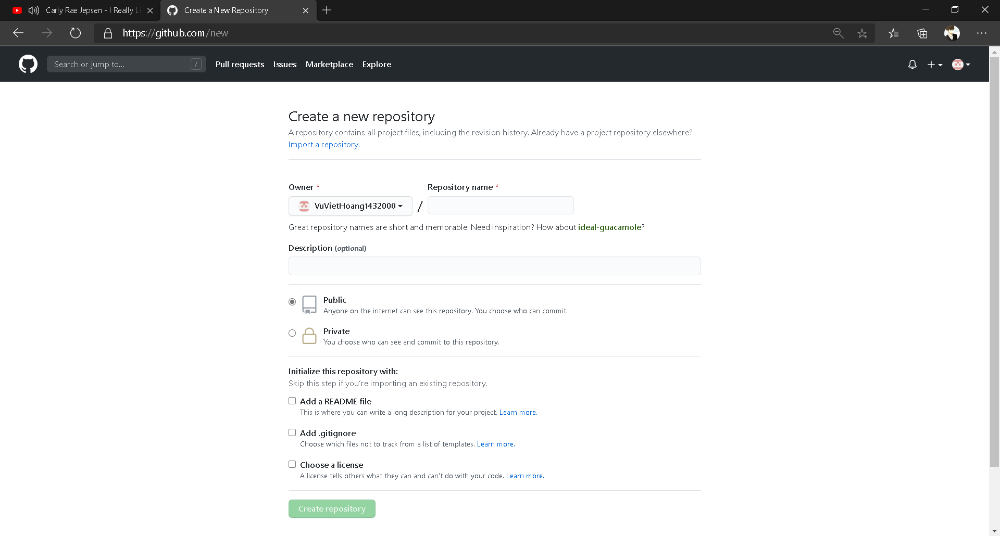 Carly Rae Jepsen - I Really Li
Create a New Repository
https://github.com/new
Search or jump to...
/
Pull requests
Issues
Marketplace
Explore
Create a new repository
A repository contains all project files, including the revision history. Already have a project repository elsewhere?
Import a repository.
Owner *
Repository name *
VuVietHoang1432000
/
Great repository names are short and memorable. Need inspiration? How about ideal-guacamole?
Description (optional)
Public
Anyone on the internet can see this repository. You choose who can commit.
Private
You choose who can see and commit to this repository.
Initialize this repository with:
Skip this step if you’re importing an existing repository.
Add a README file
This is where you can write a long description for your project. Learn more.
Add .gitignore
Choose which files not to track from a list of templates. Learn more.
Choose a license
A license tells others what they can and can't do with your code. Learn more.
Create repository